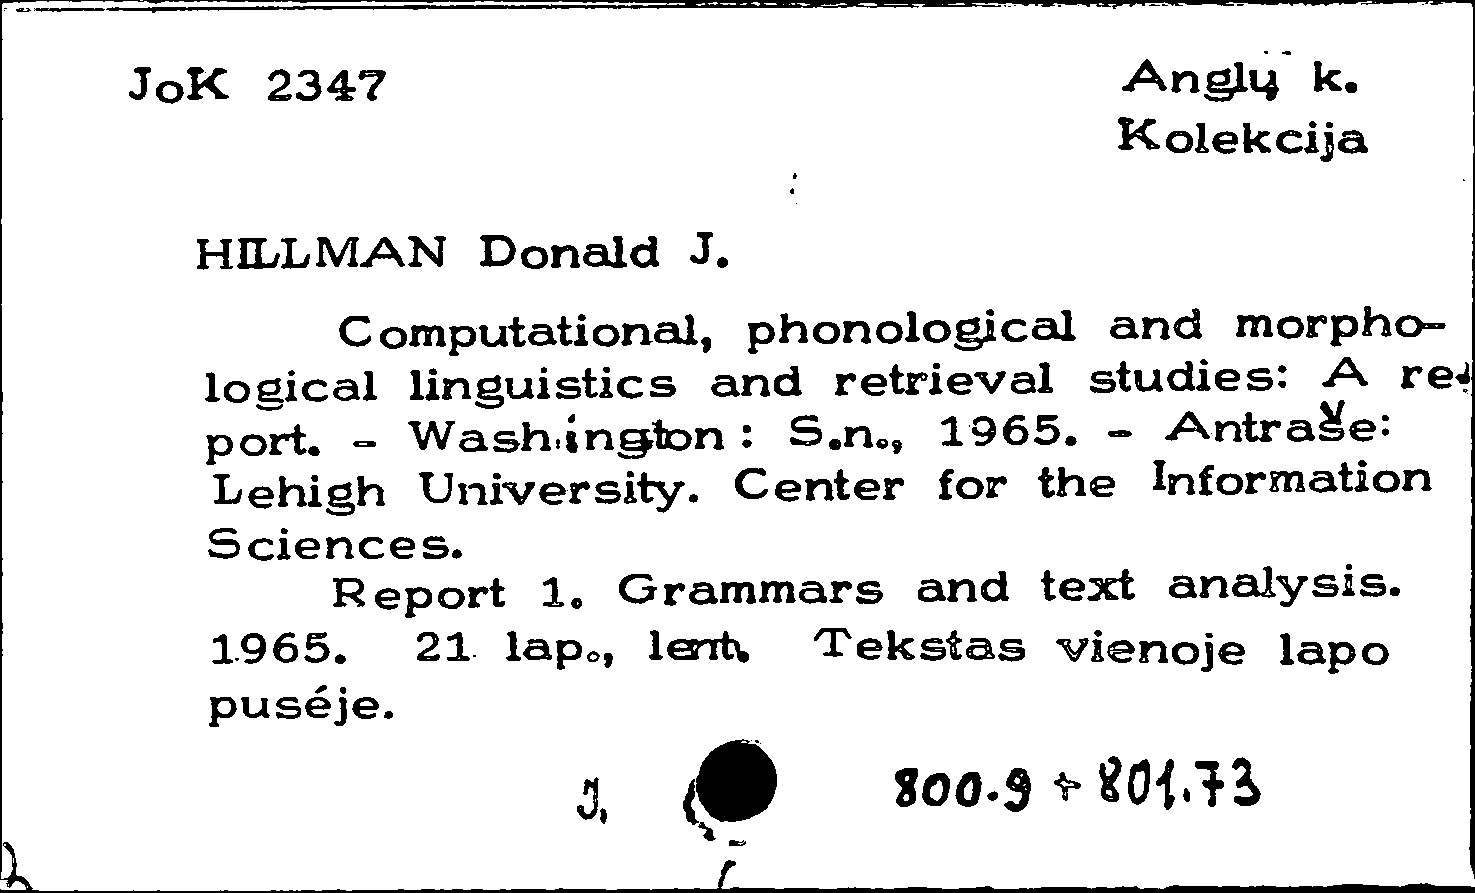 JoK 2347
Anglų k.
Kolekcija
HILLMAN Donald J.
Computational, phonological and morpho-
logical linguistics and retrieval studies: A re-
port. - Washington : S.n., 1965. - Antraše:
Lehigh University. Center for the Information
Sciences.
Report 1. Grammars and text analysis.
1965. 21 lap., lent. Tekstas vienoje lapo
puséje.
J.
800.9 + 801.73